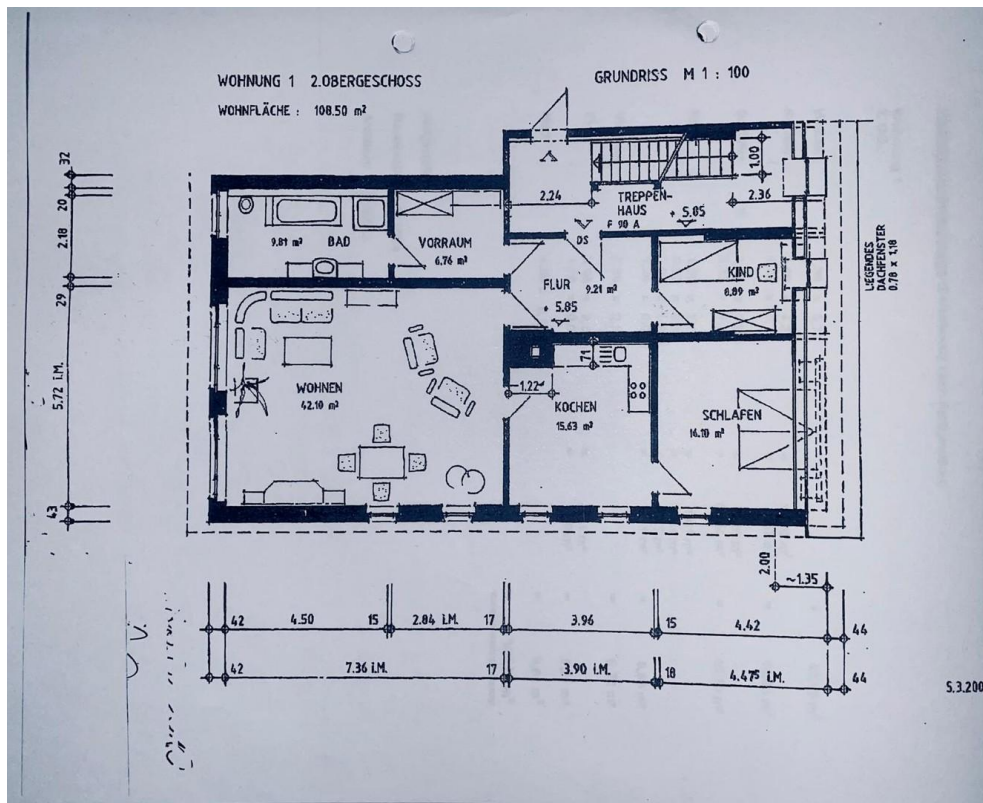 WOHNUNG 1 2.OBERGESCHOSS
GRUNDRISS M 1 : 100
WOHNFLÄCHE : 108.50 m²
32
20
2.18
29
5.72 i.M.
43
1.00
2.24
TREPPEN-
HAUS
2.36
+ 5.85
F 90 A
DS
9.81 m²
BAD
VORRAUM
6.76 m²
FLUR
9.21 m²
+ 5.85
KIND
8.89 m²
LIEGENDES
DACHFENSTER
0.78 x 1.18
71
1.22
WOHNEN
42.10 m²
KOCHEN
15.63 m²
SCHLAFEN
16.10 m²
2.00
~1.35
42
4.50
15
2.84 i.M.
17
3.96
15
4.42
44
42
7.36 i.M.
17
3.90 i.M.
18
4.47⁵ i.M.
44
5.3.200